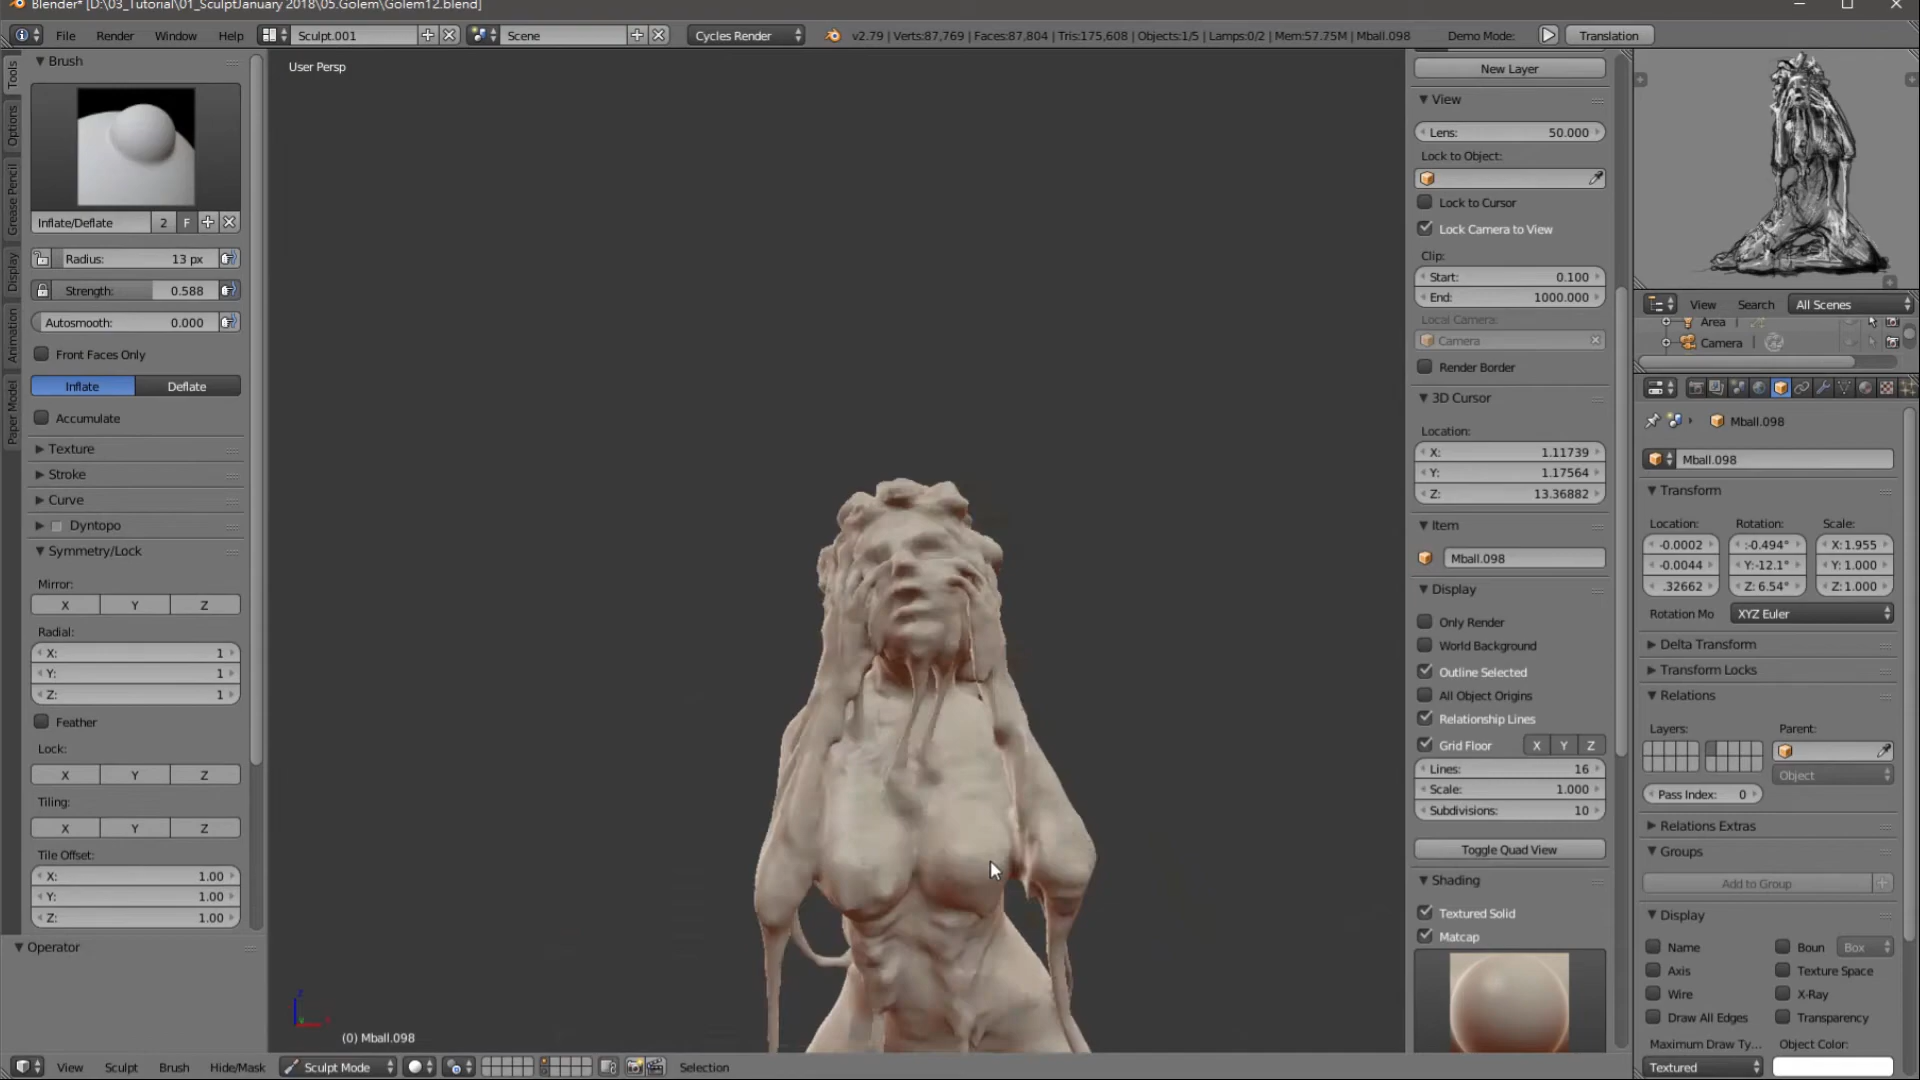 Blender* [D:\03_Tutorial\01_SculptJanuary 2018\05.Golem\Golem12.blend]
File Render Window Help Sculpt.001 Scene Cycles Render v2.79 | Verts:87,769 | Faces:87,804 | Tris:175,608 | Objects:1/5 | Lamps:0/2 | Mem:57.75M | Mball.098 Demo Mode: Translation
Tools
Options
Grease Pencil
Display
Animation
Paper Model
Brush
Inflate/Deflate 2 F
Radius: 13 px
Strength: 0.588
Autosmooth: 0.000
Front Faces Only
Inflate Deflate
Accumulate
Texture
Stroke
Curve
Dyntopo
Symmetry/Lock
Mirror:
X Y Z
Radial:
X: 1
Y: 1
Z: 1
Feather
Lock:
X Y Z
Tiling:
X Y Z
Tile Offset:
X: 1.00
Y: 1.00
Z: 1.00
Operator
User Persp
(0) Mball.098
View Sculpt Brush Hide/Mask Sculpt Mode Selection
New Layer
View
Lens: 50.000
Lock to Object:
Lock to Cursor
Lock Camera to View
Clip:
Start: 0.100
End: 1000.000
Local Camera:
Camera
Render Border
3D Cursor
Location:
X: 1.11739
Y: 1.17564
Z: 13.36882
Item
Mball.098
Display
Only Render
World Background
Outline Selected
All Object Origins
Relationship Lines
Grid Floor X Y Z
Lines: 16
Scale: 1.000
Subdivisions: 10
Toggle Quad View
Shading
Textured Solid
Matcap
View Search All Scenes
Area
Camera
Mball.098
Mball.098
Transform
Location: Rotation: Scale:
-0.0002 :-0.494° X:1.955
-0.0044 Y:-12.1° Y: 1.000
.32662 Z: 6.54° Z:1.000
Rotation Mo XYZ Euler
Delta Transform
Transform Locks
Relations
Layers: Parent:
Object
Pass Index: 0
Relations Extras
Groups
Add to Group
Display
Name Boun Box
Axis Texture Space
Wire X-Ray
Draw All Edges Transparency
Maximum Draw Ty... Object Color:
Textured